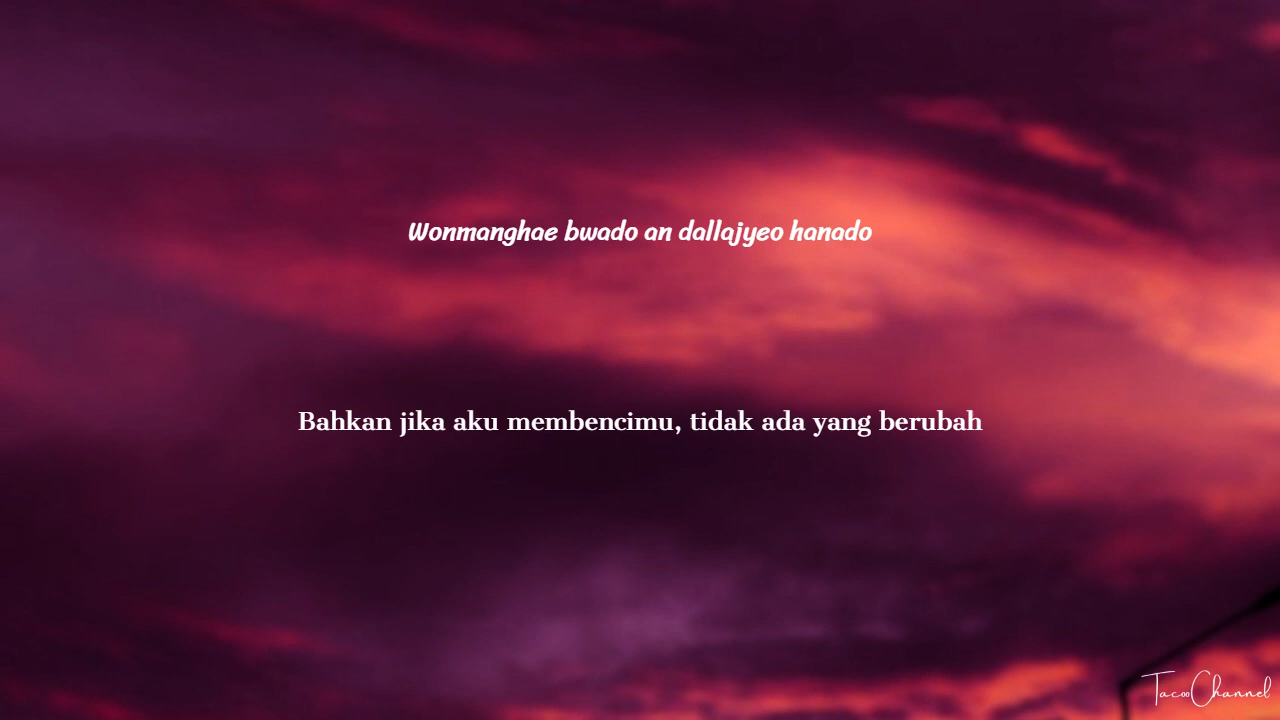 Wonmanghae bwado an dallajyeo hanado
Bahkan jika aku membencimu, tidak ada yang berubah
TacooChannel